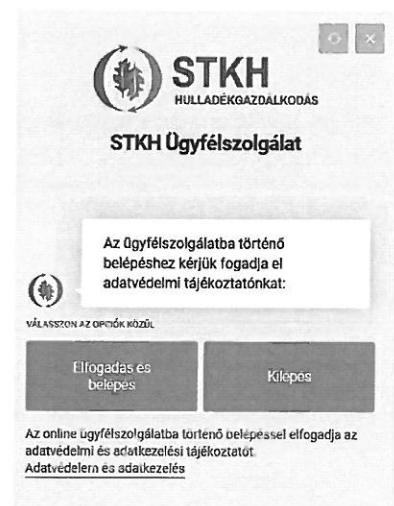 STKH
HULLADÉKGAZDÁLKODÁS
STKH Ügyfélszolgálat
Az ügyfélszolgálatba történő
belépéshez kérjük fogadja el
adatvédelmi tájékoztatónkat:
VÁLASSZON AZ OPCIÓK KÖZÜL
Elfogadás és
belépés
Kilépés
Az online ügyfélszolgálatba történő belépéssel elfogadja az
adatvédelmi és adatkezelési tájékoztatót.
Adatvédelem és adatkezelés